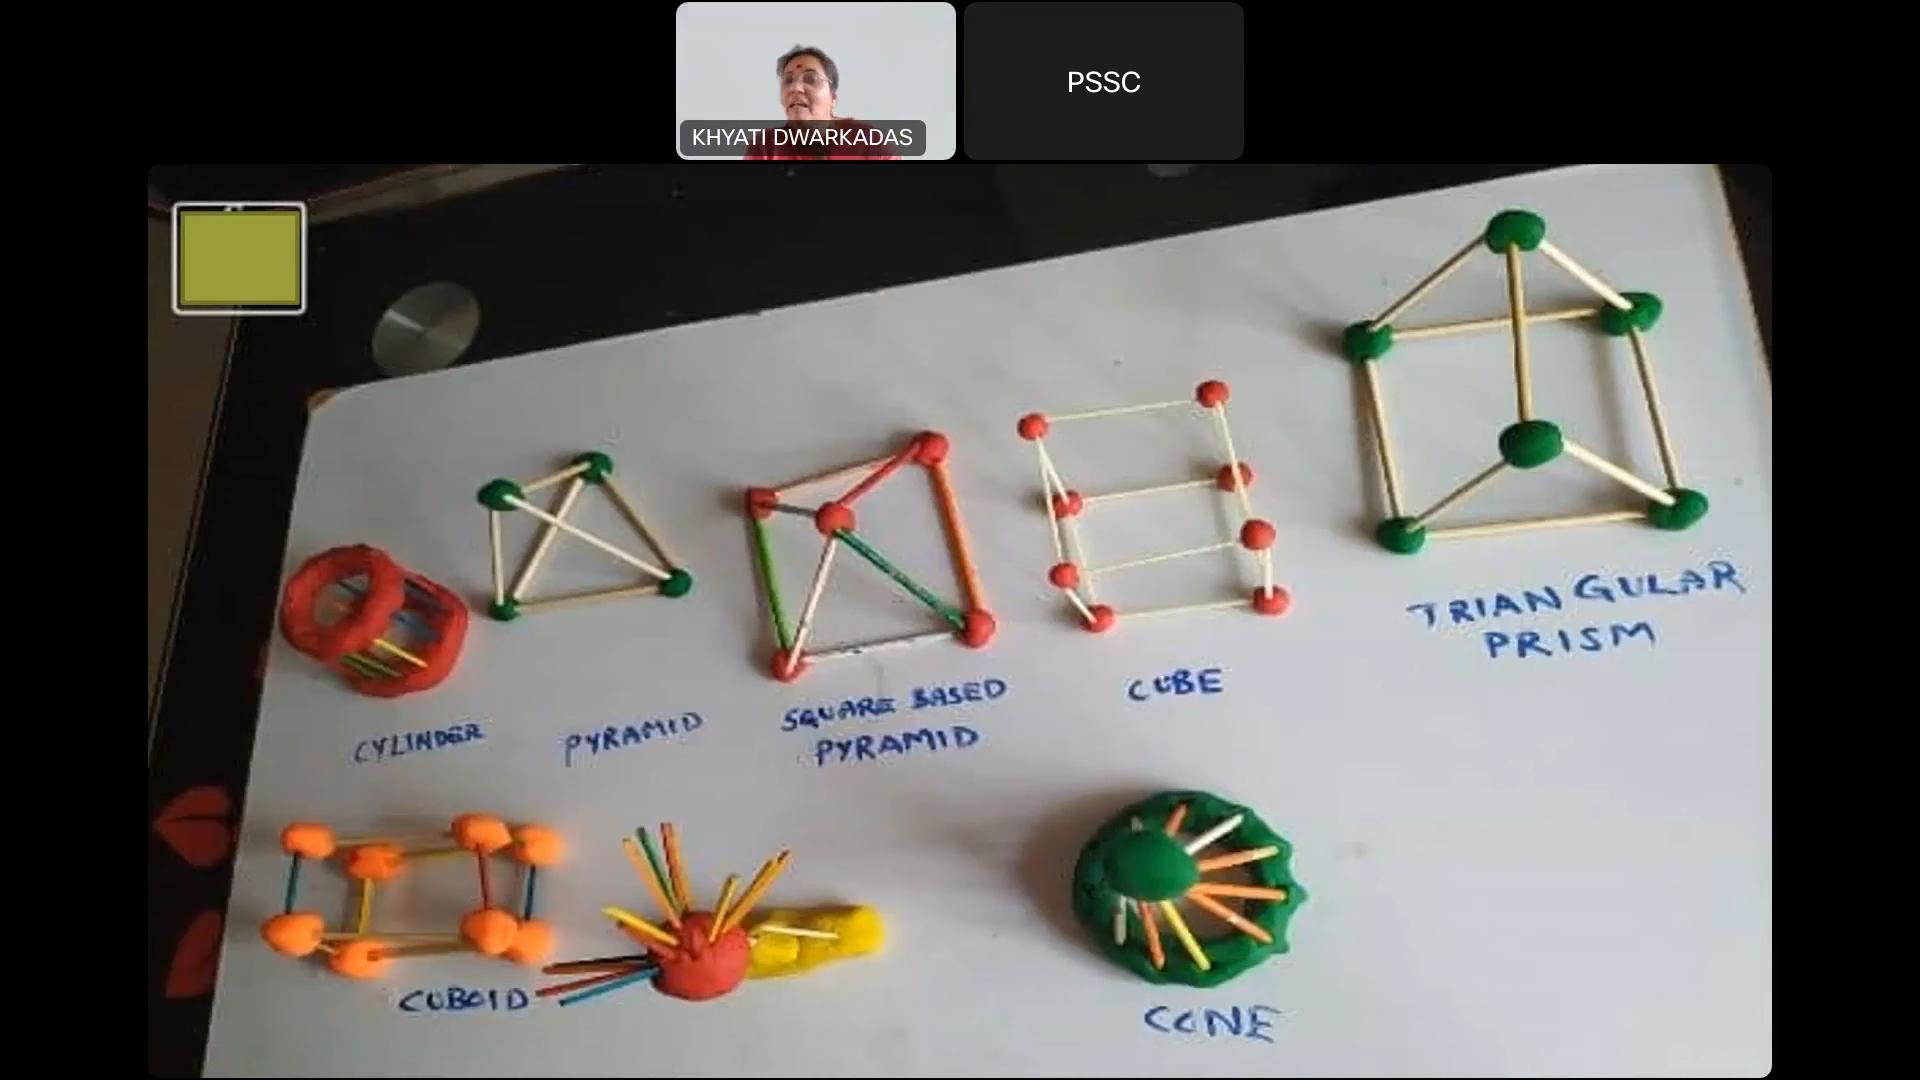 KHYATI DWARKADAS
PSSC
TRIANGULAR
PRISM
CUBE
SQUARE BASED
PYRAMID
PYRAMID
CYLINDER
CUBOID
CONE